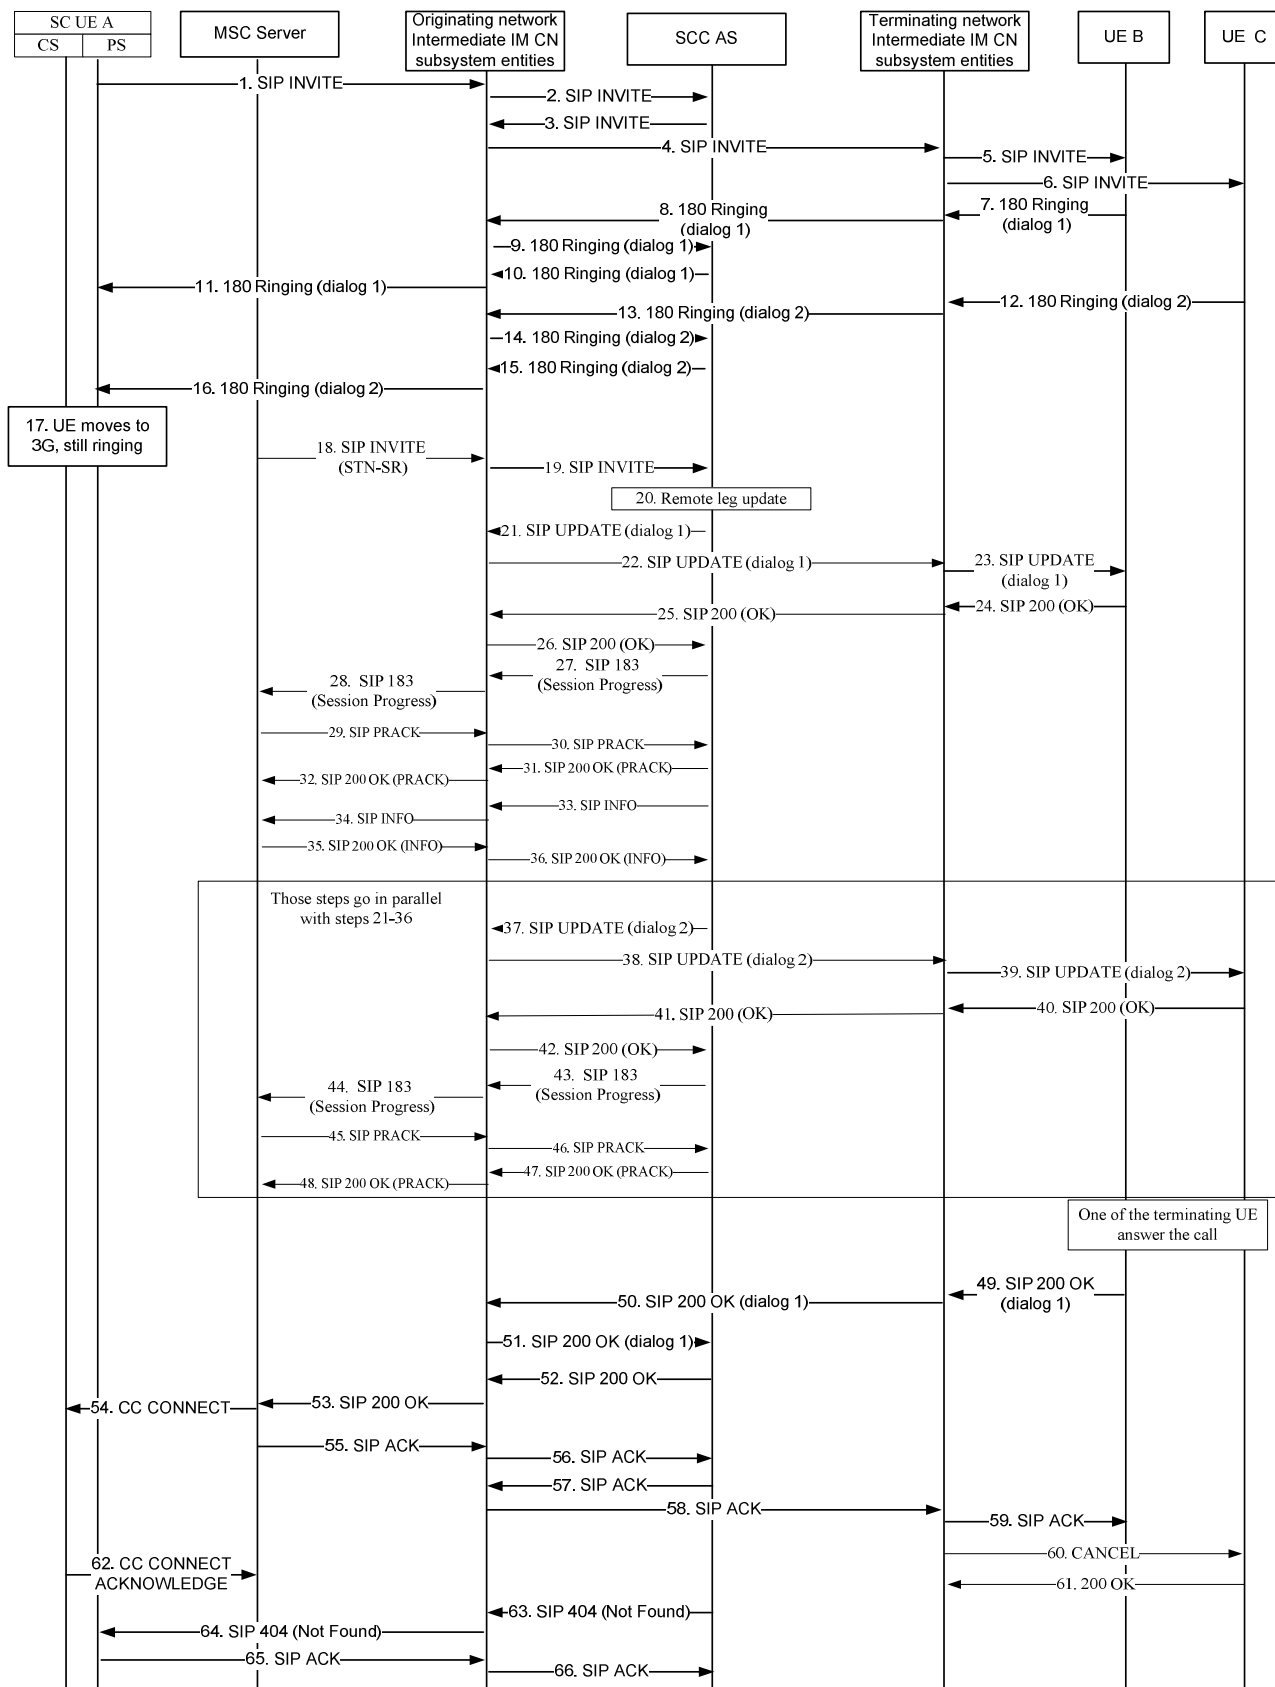 SC UE A
CS
PS
MSC Server
Originating network
Intermediate IM CN
subsystem entities
SCC AS
Terminating network
Intermediate IM CN
subsystem entities
UE B
UE C
1. SIP INVITE
2. SIP INVITE
3. SIP INVITE
4. SIP INVITE
5. SIP INVITE
6. SIP INVITE
7. 180 Ringing
(dialog 1)
8. 180 Ringing
(dialog 1)
9. 180 Ringing (dialog 1)
10. 180 Ringing (dialog 1)
11. 180 Ringing (dialog 1)
12. 180 Ringing (dialog 2)
13. 180 Ringing (dialog 2)
14. 180 Ringing (dialog 2)
15. 180 Ringing (dialog 2)
16. 180 Ringing (dialog 2)
17. UE moves to
3G, still ringing
18. SIP INVITE
(STN-SR)
19. SIP INVITE
20. Remote leg update
21. SIP UPDATE (dialog 1)
22. SIP UPDATE (dialog 1)
23. SIP UPDATE
(dialog 1)
24. SIP 200 (OK)
25. SIP 200 (OK)
26. SIP 200 (OK)
27. SIP 183
(Session Progress)
28. SIP 183
(Session Progress)
29. SIP PRACK
30. SIP PRACK
31. SIP 200 OK (PRACK)
32. SIP 200 OK (PRACK)
33. SIP INFO
34. SIP INFO
35. SIP 200 OK (INFO)
36. SIP 200 OK (INFO)
Those steps go in parallel
with steps 21-36
37. SIP UPDATE (dialog 2)
38. SIP UPDATE (dialog 2)
39. SIP UPDATE (dialog 2)
40. SIP 200 (OK)
41. SIP 200 (OK)
42. SIP 200 (OK)
43. SIP 183
(Session Progress)
44. SIP 183
(Session Progress)
45. SIP PRACK
46. SIP PRACK
47. SIP 200 OK (PRACK)
48. SIP 200 OK (PRACK)
One of the terminating UE
answer the call
49. SIP 200 OK
(dialog 1)
50. SIP 200 OK (dialog 1)
51. SIP 200 OK (dialog 1)
52. SIP 200 OK
53. SIP 200 OK
54. CC CONNECT
55. SIP ACK
56. SIP ACK
57. SIP ACK
58. SIP ACK
59. SIP ACK
60. CANCEL
61. 200 OK
62. CC CONNECT
ACKNOWLEDGE
63. SIP 404 (Not Found)
64. SIP 404 (Not Found)
65. SIP ACK
66. SIP ACK